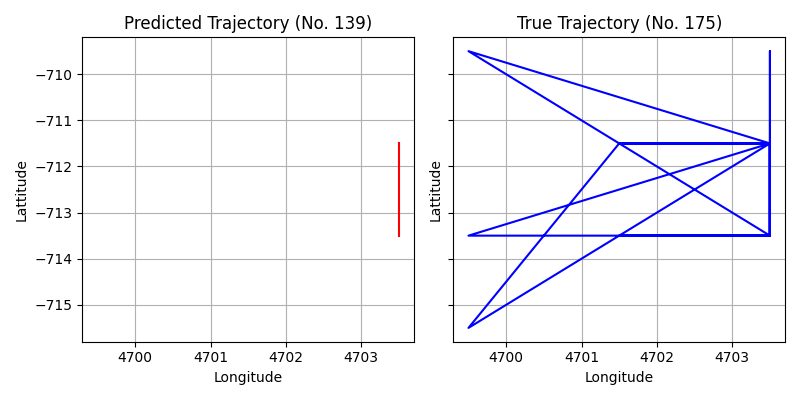 Predicted Trajectory (No. 139)
True Trajectory (No. 175)
Lattitude
−710
−711
−712
−713
−714
−715
4700
4701
4702
4703
Longitude
Lattitude
4700
4701
4702
4703
Longitude